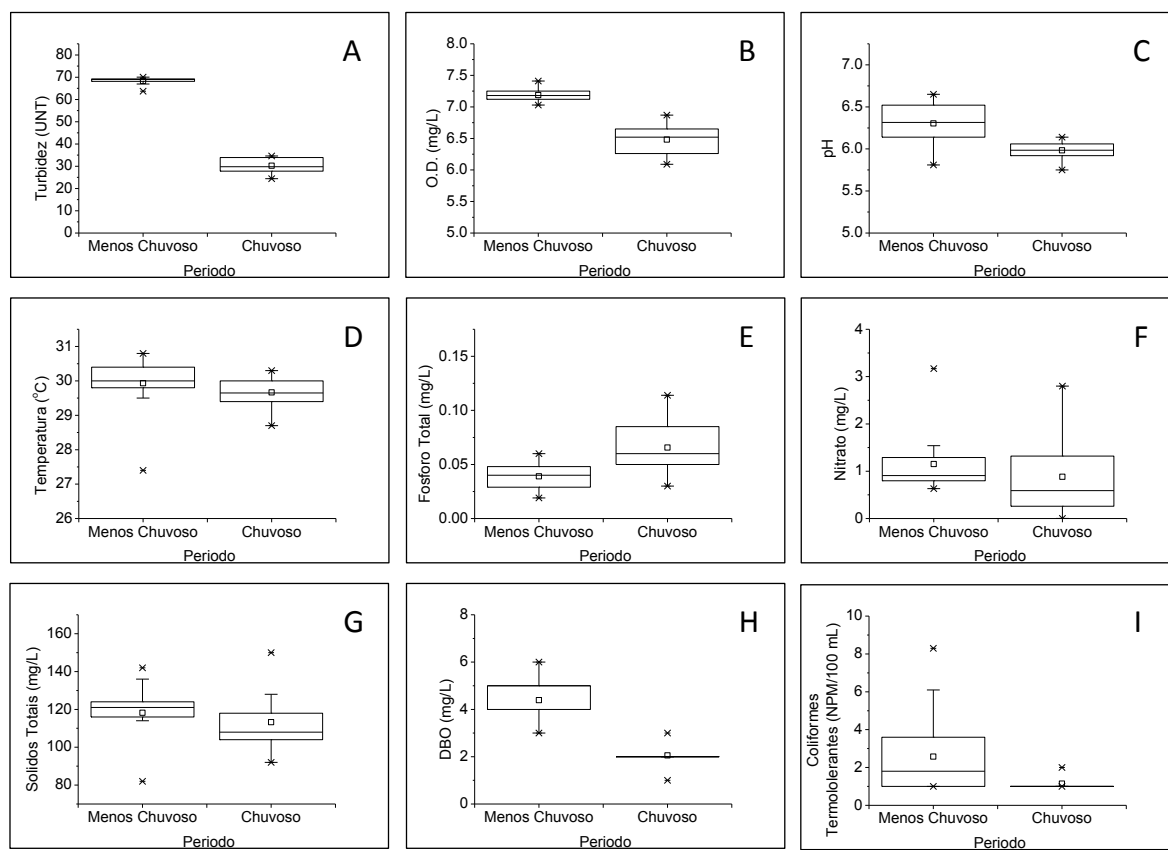 A
Turbidez (UNT)
80
70
60
50
40
30
20
10
0
Menos Chuvoso Chuvoso
Periodo
B
O.D. (mg/L)
8.0
7.5
7.0
6.5
6.0
5.5
5.0
Menos Chuvoso Chuvoso
Periodo
C
pH
7.0
6.5
6.0
5.5
5.0
Menos Chuvoso Chuvoso
Periodo
D
Temperatura (°C)
31
30
29
28
27
26
Menos Chuvoso Chuvoso
Periodo
E
Fosforo Total (mg/L)
0.15
0.10
0.05
0.00
Menos Chuvoso Chuvoso
Periodo
F
Nitrato (mg/L)
4
3
2
1
0
Menos Chuvoso Chuvoso
Periodo
G
Solidos Totais (mg/L)
160
140
120
100
80
Menos Chuvoso Chuvoso
Periodo
H
DBO (mg/L)
8
6
4
2
0
Menos Chuvoso Chuvoso
Periodo
I
Coliformes
Termololerantes (NPM/100 mL)
10
8
6
4
2
0
Menos Chuvoso Chuvoso
Periodo